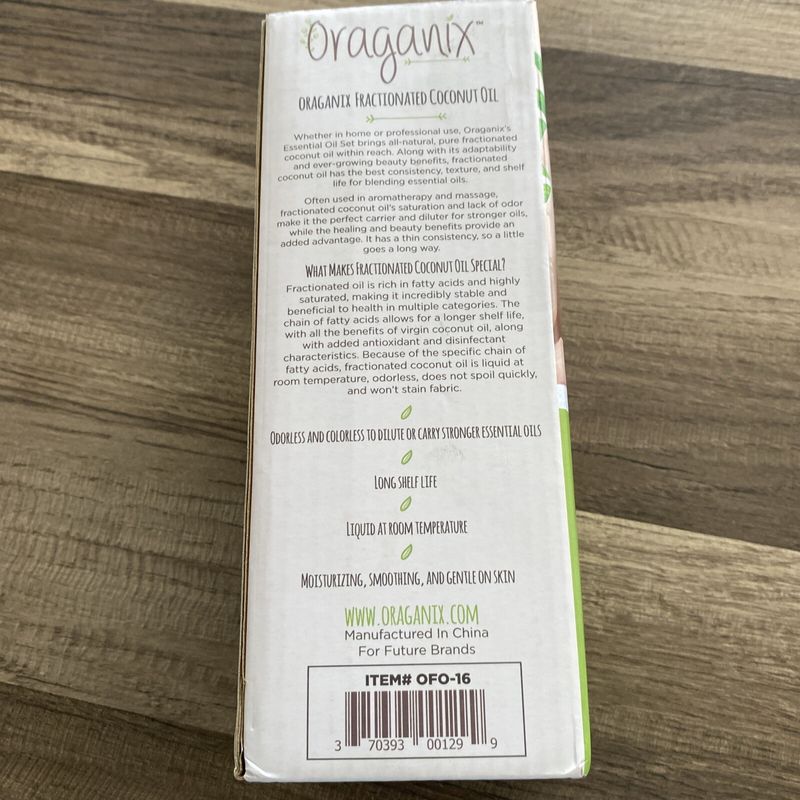 Oraganix™
ORAGANIX FRACTIONATED COCONUT OIL
Whether in home or professional use, Oraganix's
Essential Oil Set brings all-natural, pure fractionated
coconut oil within reach. Along with its adaptability
and ever-growing beauty benefits, fractionated
coconut oil has the best consistency, texture, and shelf
life for blending essential oils.
Often used in aromatherapy and massage,
fractionated coconut oil's saturation and lack of odor
make it the perfect carrier and diluter for stronger oils,
while the healing and beauty benefits provide an
added advantage. It has a thin consistency, so a little
goes a long way.
WHAT MAKES FRACTIONATED COCONUT OIL SPECIAL?
Fractionated oil is rich in fatty acids and highly
saturated, making it incredibly stable and
beneficial to health in multiple categories. The
chain of fatty acids allows for a longer shelf life,
with all the benefits of virgin coconut oil, along
with added antioxidant and disinfectant
characteristics. Because of the specific chain of
fatty acids, fractionated coconut oil is liquid at
room temperature, odorless, does not spoil quickly,
and won't stain fabric.
ODORLESS AND COLORLESS TO DILUTE OR CARRY STRONGER ESSENTIAL OILS
LONG SHELF LIFE
LIQUID AT ROOM TEMPERATURE
MOISTURIZING, SMOOTHING, AND GENTLE ON SKIN
WWW.ORAGANIX.COM
Manufactured In China
For Future Brands
ITEM# OFO-16
3 70393 00129 9